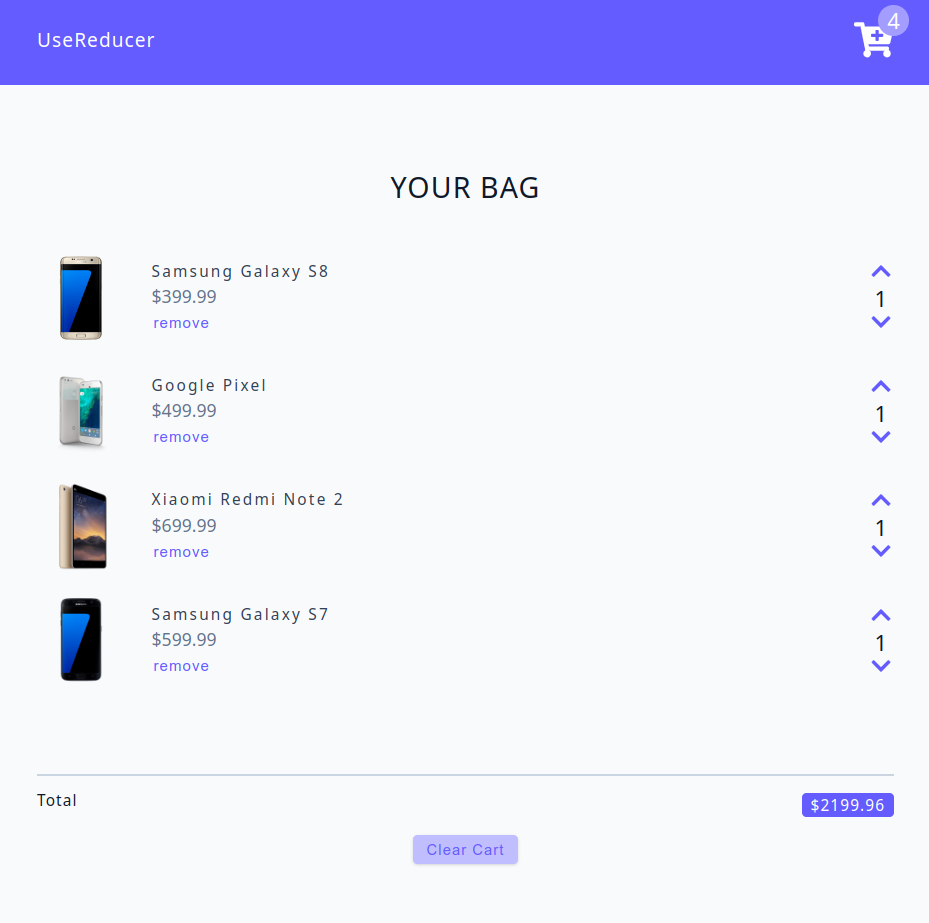 UseReducer
4
YOUR BAG
Samsung Galaxy S8
$399.99
remove
1
Google Pixel
$499.99
remove
1
Xiaomi Redmi Note 2
$699.99
remove
1
Samsung Galaxy S7
$599.99
remove
1
Total
$2199.96
Clear Cart